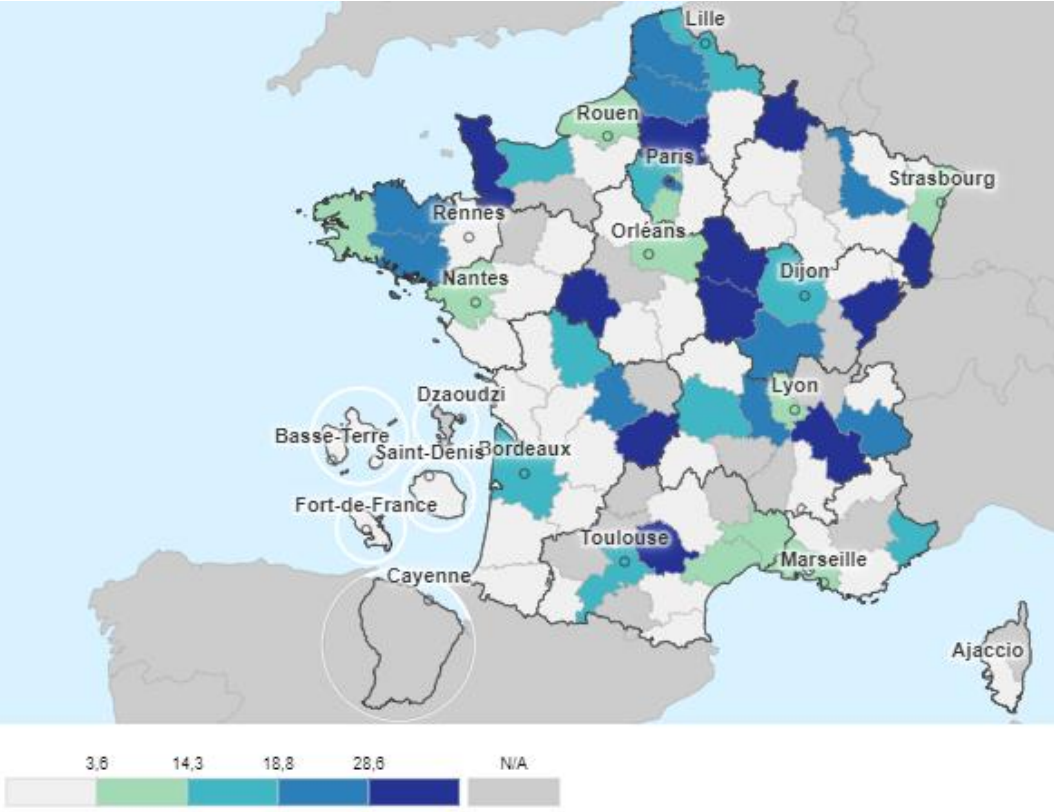 Lille
Rouen
Paris
Strasbourg
Rennes
Orléans
Nantes
Dijon
Lyon
Dzaoudzi
Basse-Terre
Saint-Denis
Bordeaux
Fort-de-France
Toulouse
Marseille
Cayenne
Ajaccio
3,6 14,3 18,8 28,6 N/A